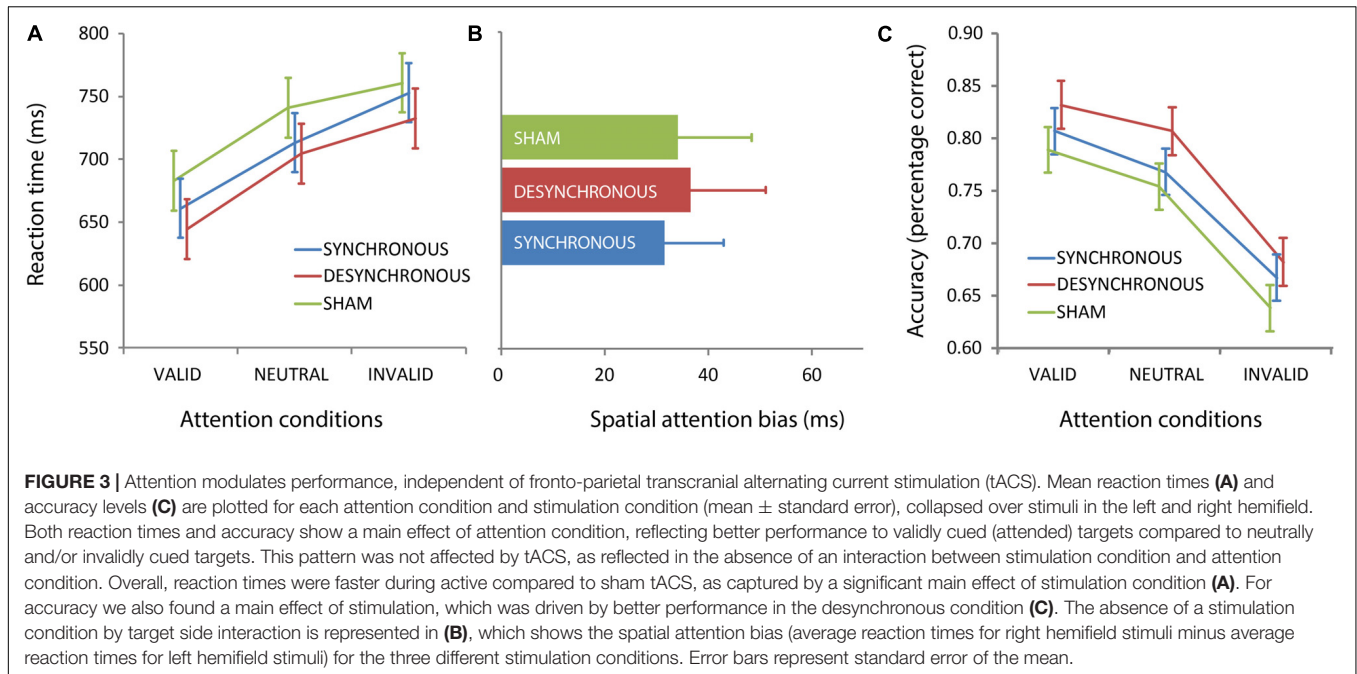 A
800
750
700
650
600
550
Reaction time (ms)
SYNCHRONOUS
DESYNCHRONOUS
SHAM
VALID NEUTRAL INVALID
Attention conditions
B
SHAM
DESYNCHRONOUS
SYNCHRONOUS
0 20 40 60
Spatial attention bias (ms)
C
0.90
0.85
0.80
0.75
0.70
0.65
0.60
Accuracy (percentage correct)
SYNCHRONOUS
DESYNCHRONOUS
SHAM
VALID NEUTRAL INVALID
Attention conditions
FIGURE 3 | Attention modulates performance, independent of fronto-parietal transcranial alternating current stimulation (tACS). Mean reaction times (A) and
accuracy levels (C) are plotted for each attention condition and stimulation condition (mean ± standard error), collapsed over stimuli in the left and right hemifield.
Both reaction times and accuracy show a main effect of attention condition, reflecting better performance to validly cued (attended) targets compared to neutrally
and/or invalidly cued targets. This pattern was not affected by tACS, as reflected in the absence of an interaction between stimulation condition and attention
condition. Overall, reaction times were faster during active compared to sham tACS, as captured by a significant main effect of stimulation condition (A). For
accuracy we also found a main effect of stimulation, which was driven by better performance in the desynchronous condition (C). The absence of a stimulation
condition by target side interaction is represented in (B), which shows the spatial attention bias (average reaction times for right hemifield stimuli minus average
reaction times for left hemifield stimuli) for the three different stimulation conditions. Error bars represent standard error of the mean.